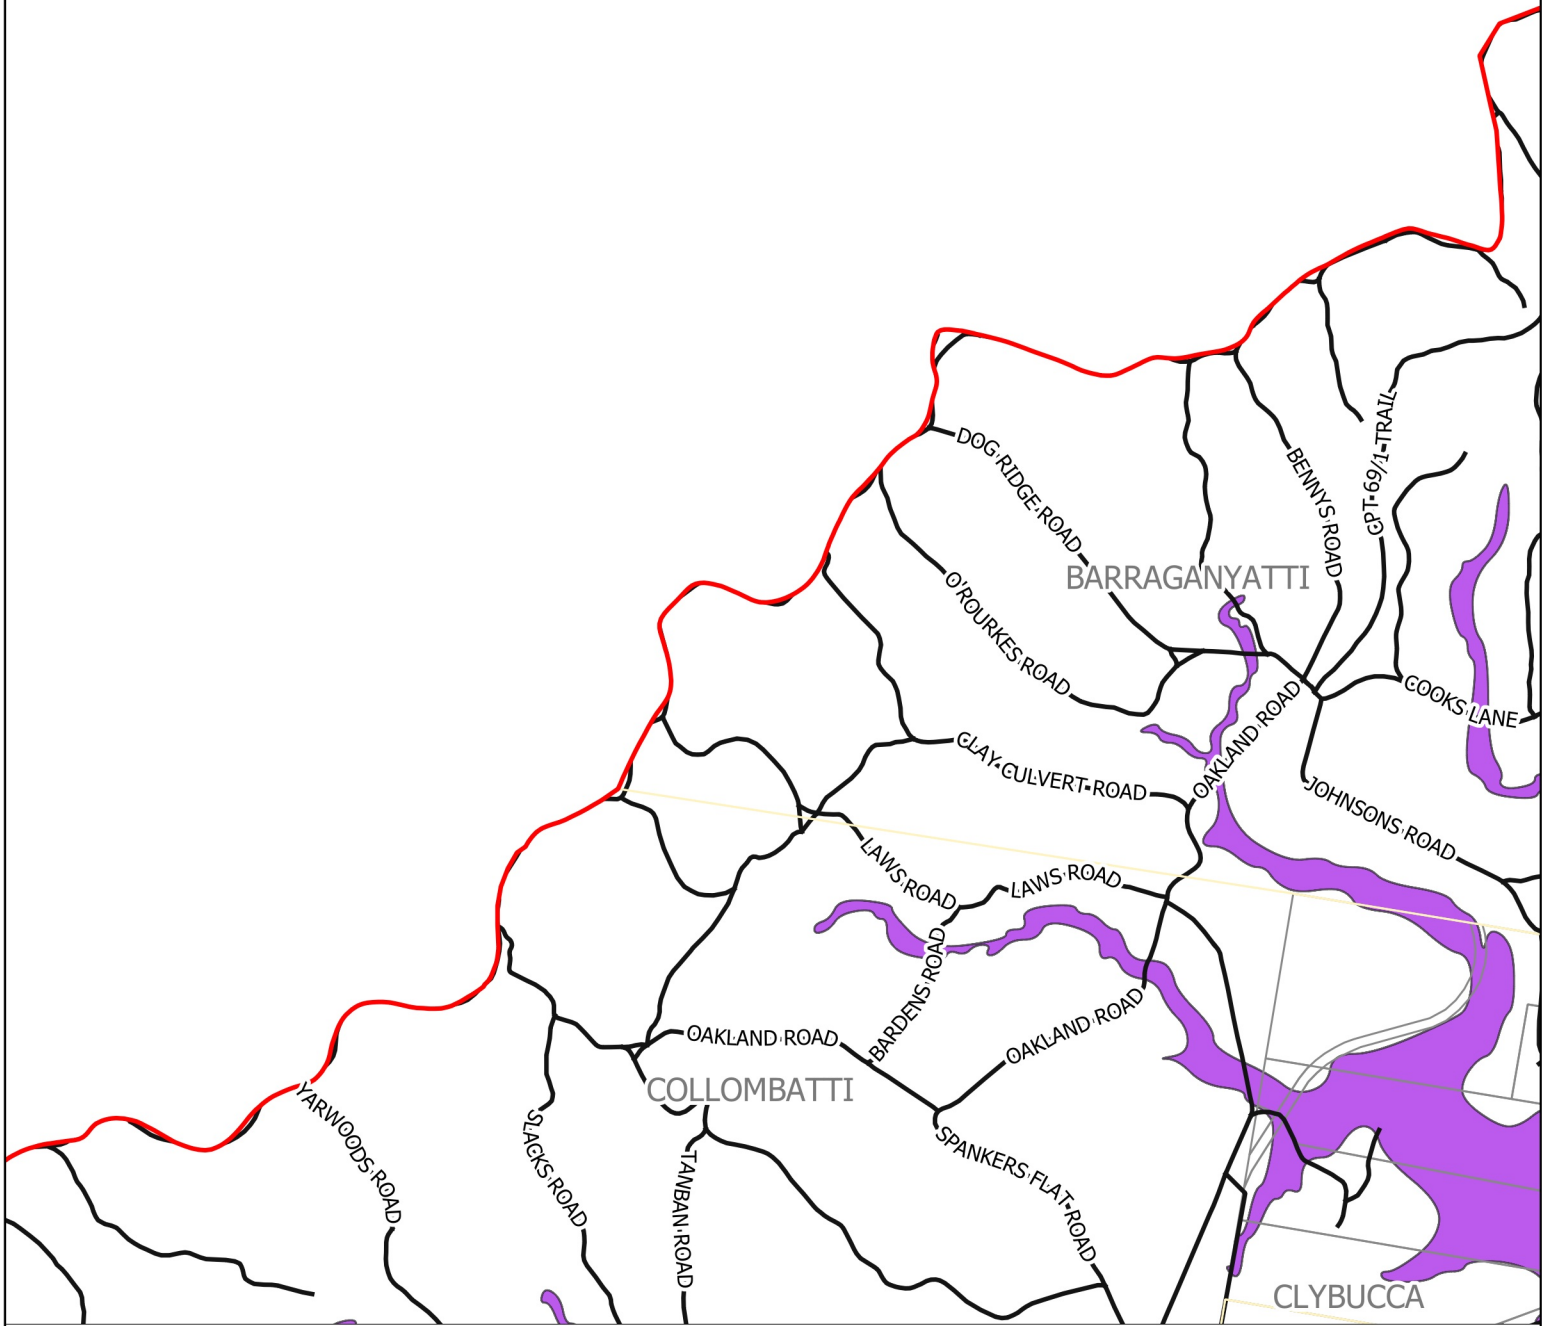 GPT-69/1-TRAIL
DOG RIDGE ROAD
BENNYS ROAD
BARRAGANYATTI
O'ROURKES ROAD
COOKS LANE
OAKLAND ROAD
CLAY CULVERT ROAD
JOHNSONS ROAD
LAWS ROAD
LAWS ROAD
BARDENS ROAD
OAKLAND ROAD
OAKLAND ROAD
COLLOMBATTI
YARWOODS ROAD
SLACKS ROAD
TANBAN ROAD
SPANKERS FLAT ROAD
CLYBUCCA